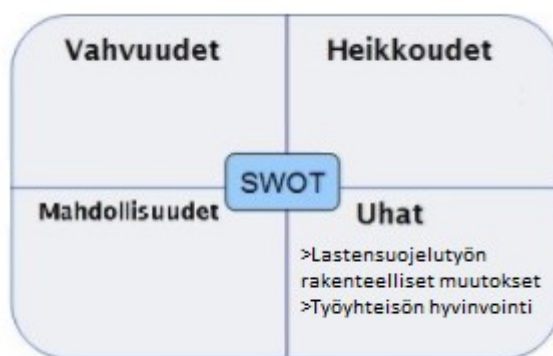 Vahvuudet
Heikkoudet
SWOT
Mahdollisuudet
Uhat
>Lastensuojelutyön
rakenteelliset muutokset
>Työyhteisön hyvinvointi